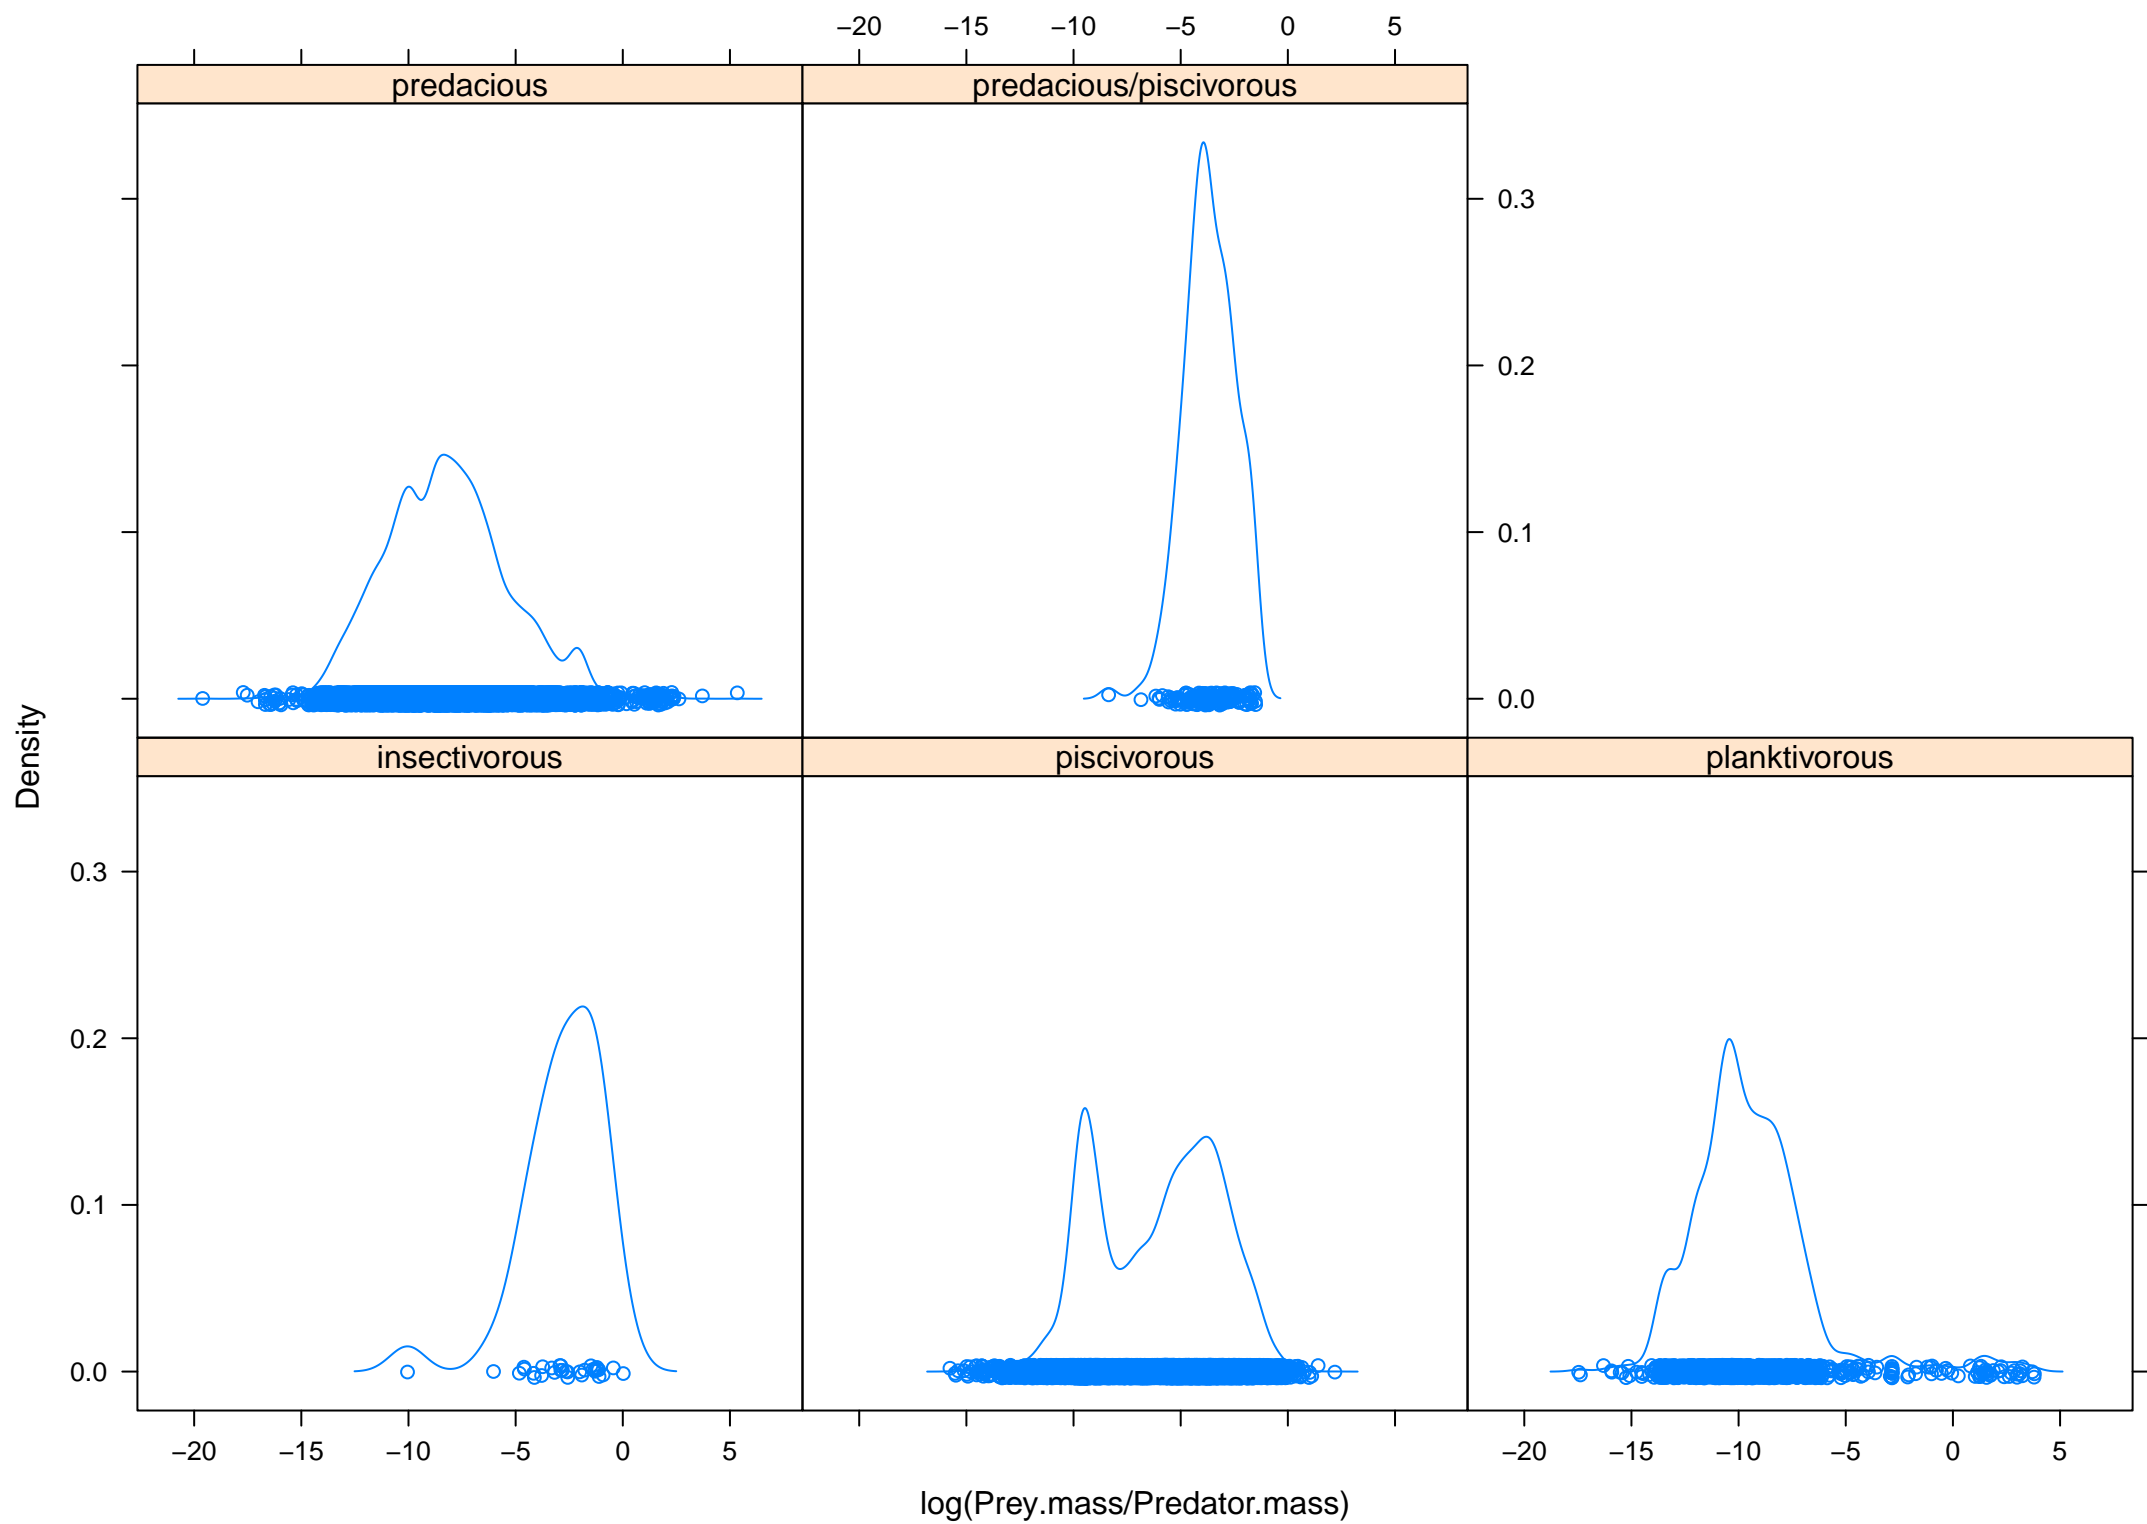 −20 −15 −10 −5 0 5
predacious predacious/piscivorous
0.3
0.2
0.1
0.0
Density
insectivorous piscivorous planktivorous
0.3
0.2
0.1
0.0
−20 −15 −10 −5 0 5 −20 −15 −10 −5 0 5
log(Prey.mass/Predator.mass)